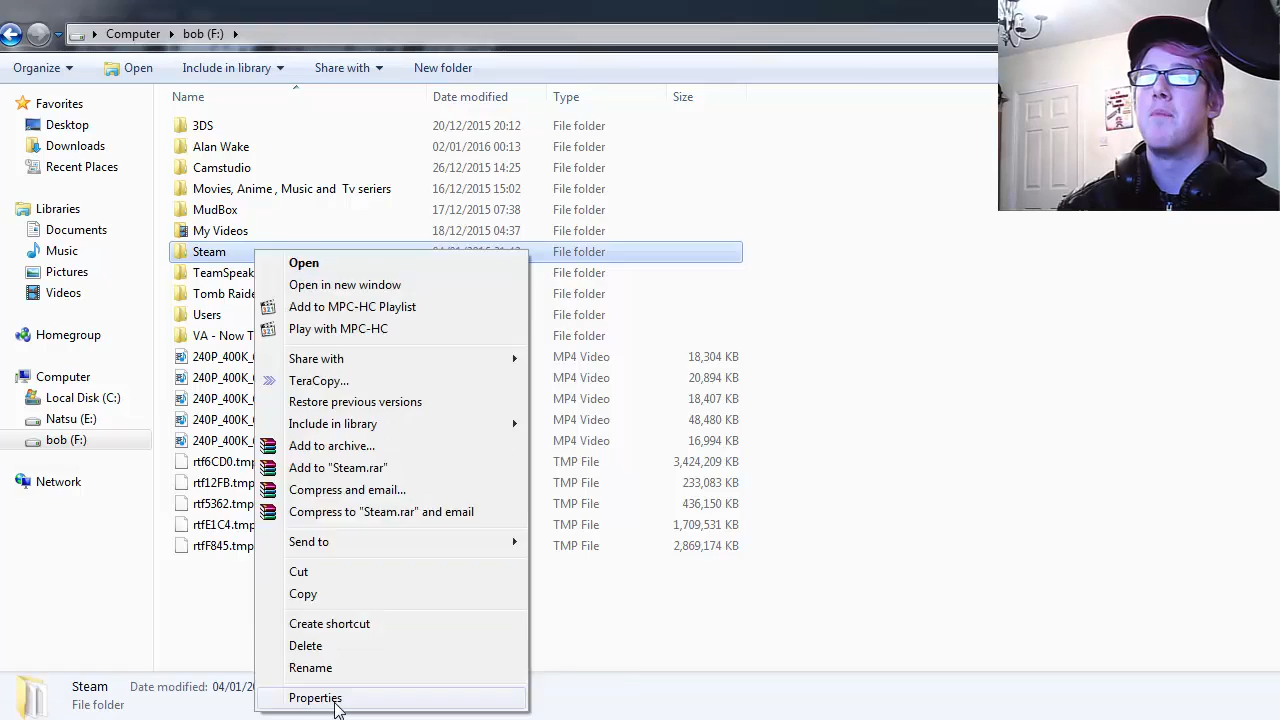 Computer
bob (F:)
Organize
Open
Include in library
Share with
New folder
Name
Date modified
Type
Size
Favorites
Desktop
Downloads
Recent Places
Libraries
Documents
Music
Pictures
Videos
Homegroup
Computer
Local Disk (C:)
Natsu (E:)
bob (F:)
Network
3DS 20/12/2015 20:12 File folder
Alan Wake 02/01/2016 00:13 File folder
Camstudio 26/12/2015 14:25 File folder
Movies, Anime , Music and Tv seriers 16/12/2015 15:02 File folder
MudBox 17/12/2015 07:38 File folder
My Videos 18/12/2015 04:37 File folder
Steam File folder
TeamSpeak File folder
Tomb Raide File folder
Users File folder
VA - Now T File folder
240P_400K_ MP4 Video 18,304 KB
240P_400K_ MP4 Video 20,894 KB
240P_400K_ MP4 Video 18,407 KB
240P_400K_ MP4 Video 48,480 KB
240P_400K_ MP4 Video 16,994 KB
rtf6CD0.tmp TMP File 3,424,209 KB
rtf12FB.tmp TMP File 233,083 KB
rtf5362.tmp TMP File 436,150 KB
rtfE1C4.tmp TMP File 1,709,531 KB
rtfF845.tmp TMP File 2,869,174 KB
Open
Open in new window
Add to MPC-HC Playlist
Play with MPC-HC
Share with
TeraCopy...
Restore previous versions
Include in library
Add to archive...
Add to "Steam.rar"
Compress and email...
Compress to "Steam.rar" and email
Send to
Cut
Copy
Create shortcut
Delete
Rename
Properties
Steam Date modified: 04/01/20
File folder